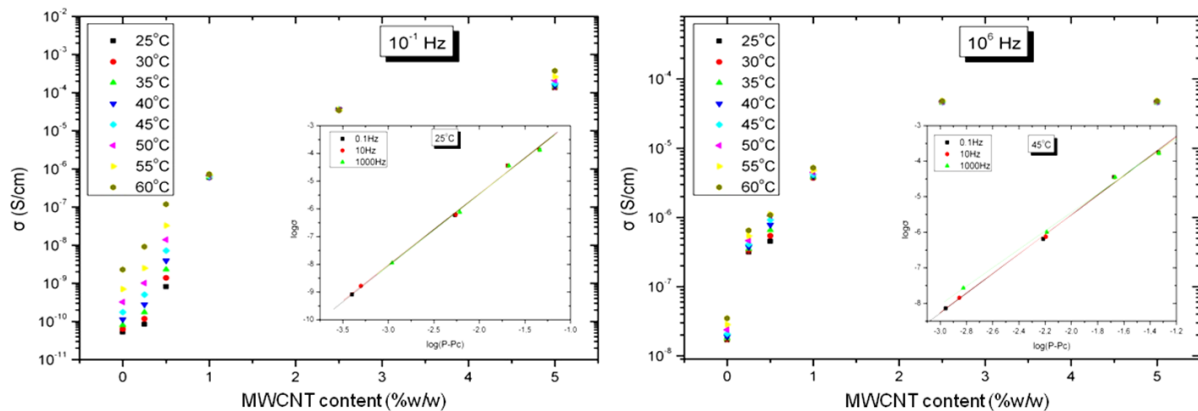 10⁻² 10⁻³ 10⁻⁴ 10⁻⁵ 10⁻⁶ 10⁻⁷ 10⁻⁸ 10⁻⁹ 10⁻¹⁰ 10⁻¹¹
σ (S/cm)
25°C
30°C
35°C
40°C
45°C
50°C
55°C
60°C
10⁻¹ Hz
0.1Hz
10Hz
1000Hz
25°C
-3 -4 -5 -6 -7 -8 -9 -10
logσ
-3.5 -3.0 -2.5 -2.0 -1.5 -1.0
log(P-Pc)
0 1 2 3 4 5
MWCNT content (%w/w)
10⁻⁴ 10⁻⁵ 10⁻⁶ 10⁻⁷ 10⁻⁸
σ (S/cm)
25°C
30°C
35°C
40°C
45°C
50°C
55°C
60°C
10⁶ Hz
0.1Hz
10Hz
1000Hz
45°C
-3 -4 -5 -6 -7 -8
logσ
-3.0 -2.8 -2.6 -2.4 -2.2 -2.0 -1.8 -1.6 -1.4 -1.2
log(P-Pc)
0 1 2 3 4 5
MWCNT content (%w/w)